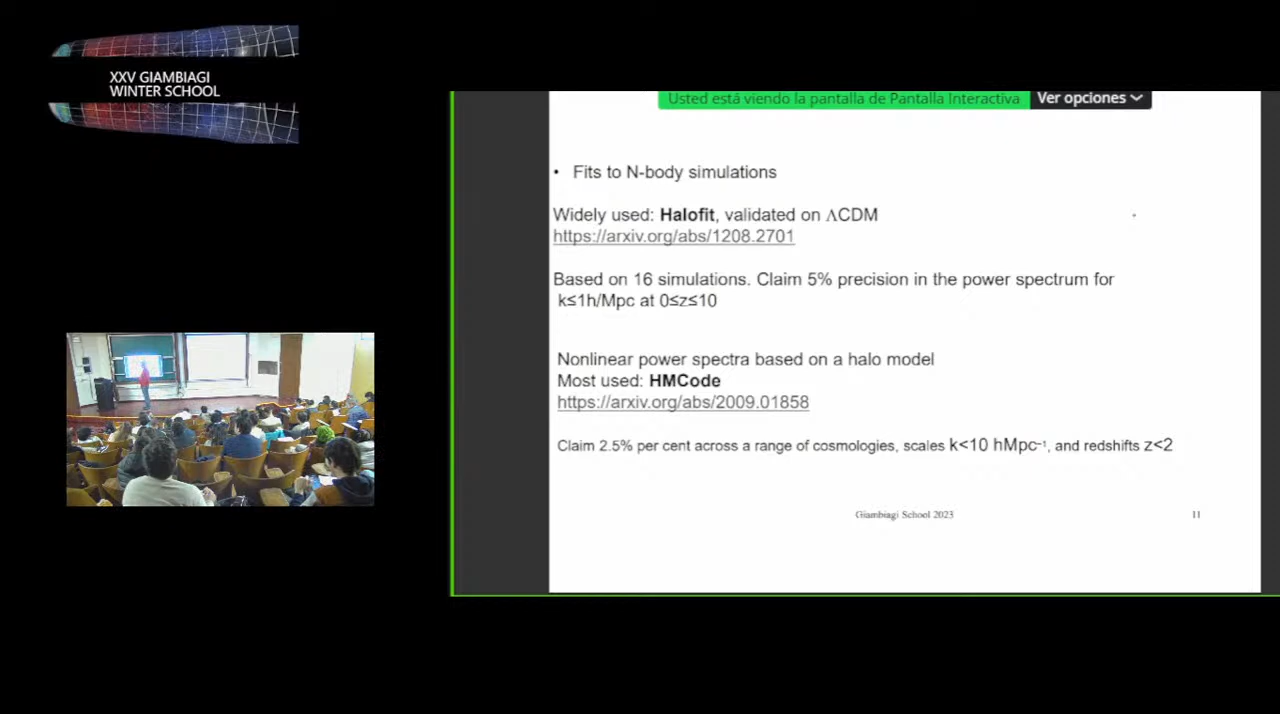 XXV GIAMBIAGI
WINTER SCHOOL
Usted está viendo la pantalla de Pantalla Interactiva
Ver opciones
• Fits to N-body simulations
Widely used: Halofit, validated on ΛCDM
https://arxiv.org/abs/1208.2701
Based on 16 simulations. Claim 5% precision in the power spectrum for
k≤1h/Mpc at 0≤z≤10
Nonlinear power spectra based on a halo model
Most used: HMCode
https://arxiv.org/abs/2009.01858
Claim 2.5% per cent across a range of cosmologies, scales k<10 hMpc⁻¹, and redshifts z<2
Giambiagi School 2023
11